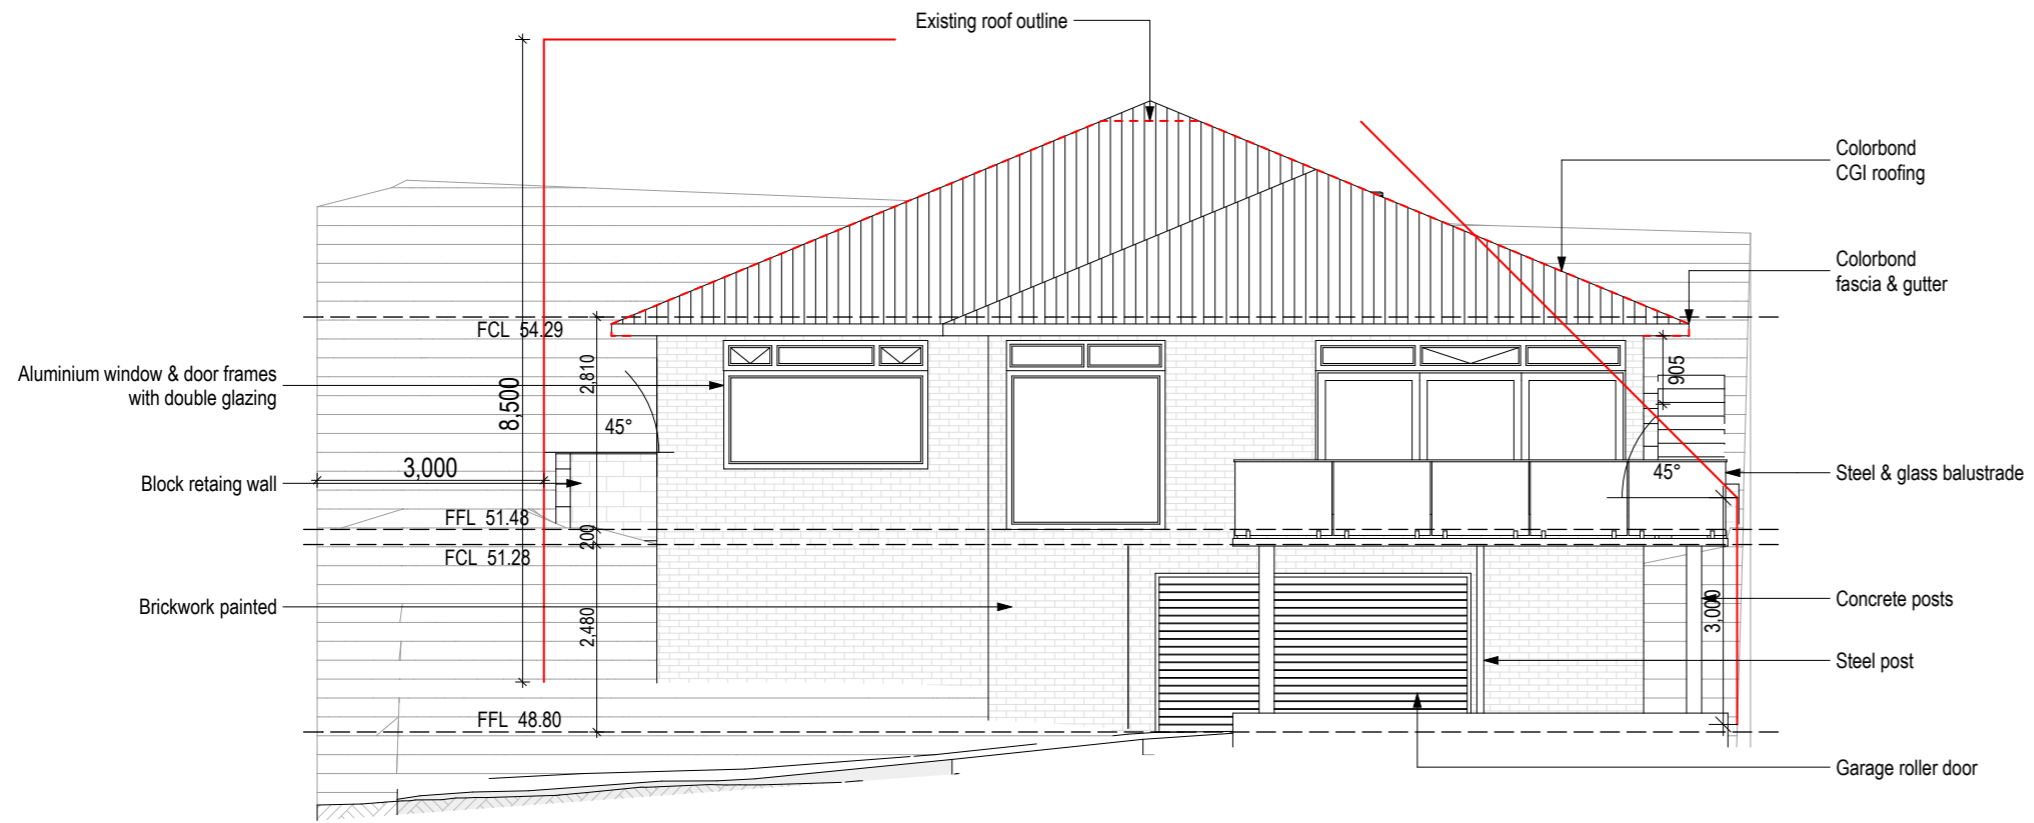 Existing roof outline
Colorbond
CGI roofing
Colorbond
fascia & gutter
FCL 54.29
Aluminium window & door frames
with double glazing
8,500
2,810
905
45°
3,000
Block retaing wall
45°
Steel & glass balustrade
FFL 51.48
200
FCL 51.28
Brickwork painted
2,480
3,000
Concrete posts
Steel post
FFL 48.80
Garage roller door